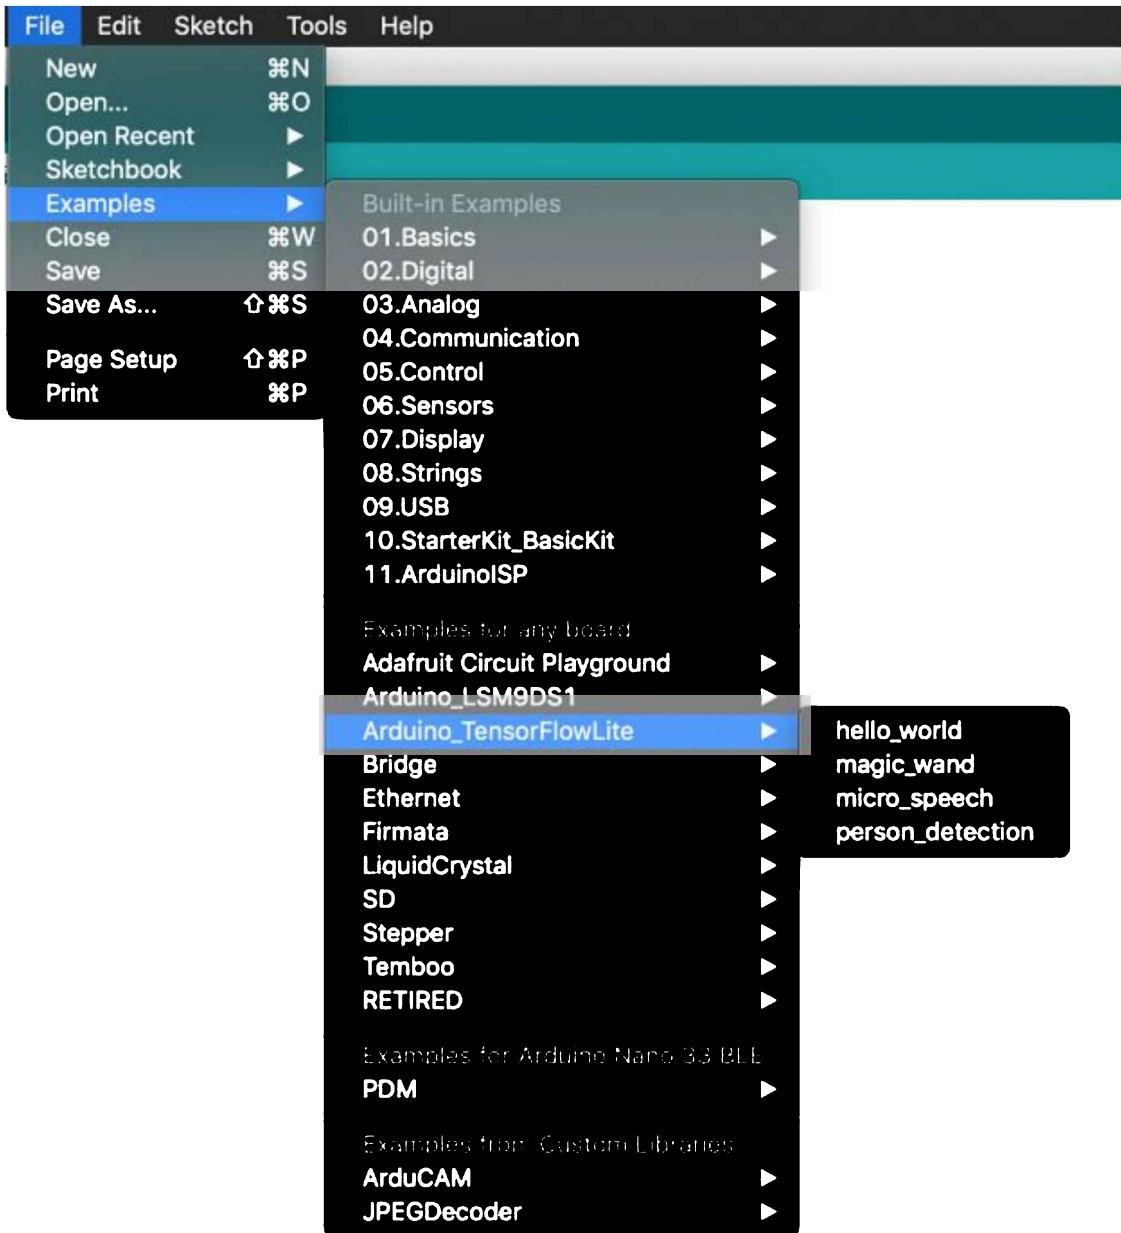 File Edit Sketch Tools Help
New ⌘N
Open... ⌘O
Open Recent ▶
Sketchbook ▶
Examples ▶
Close ⌘W
Save ⌘S
Save As... ⇧⌘S
Page Setup ⇧⌘P
Print ⌘P
Built-in Examples
01.Basics ▶
02.Digital ▶
03.Analog ▶
04.Communication ▶
05.Control ▶
06.Sensors ▶
07.Display ▶
08.Strings ▶
09.USB ▶
10.StarterKit_BasicKit ▶
11.ArduinoISP ▶
Examples for any board
Adafruit Circuit Playground ▶
Arduino_LSM9DS1 ▶
Arduino_TensorFlowLite ▶
Bridge ▶
Ethernet ▶
Firmata ▶
LiquidCrystal ▶
SD ▶
Stepper ▶
Temboo ▶
RETIRED ▶
Examples for Arduino Nano 33 BLE
PDM ▶
Examples from Custom Libraries
ArduCAM ▶
JPEGDecoder ▶
hello_world
magic_wand
micro_speech
person_detection